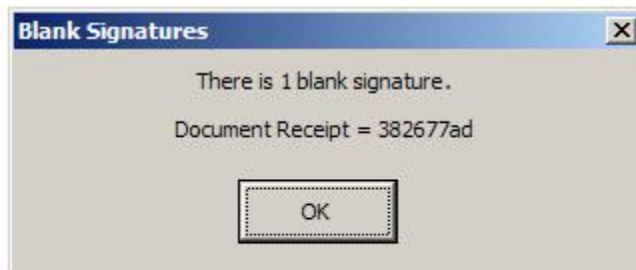 Blank Signatures
There is 1 blank signature.
Document Receipt = 382677ad
OK